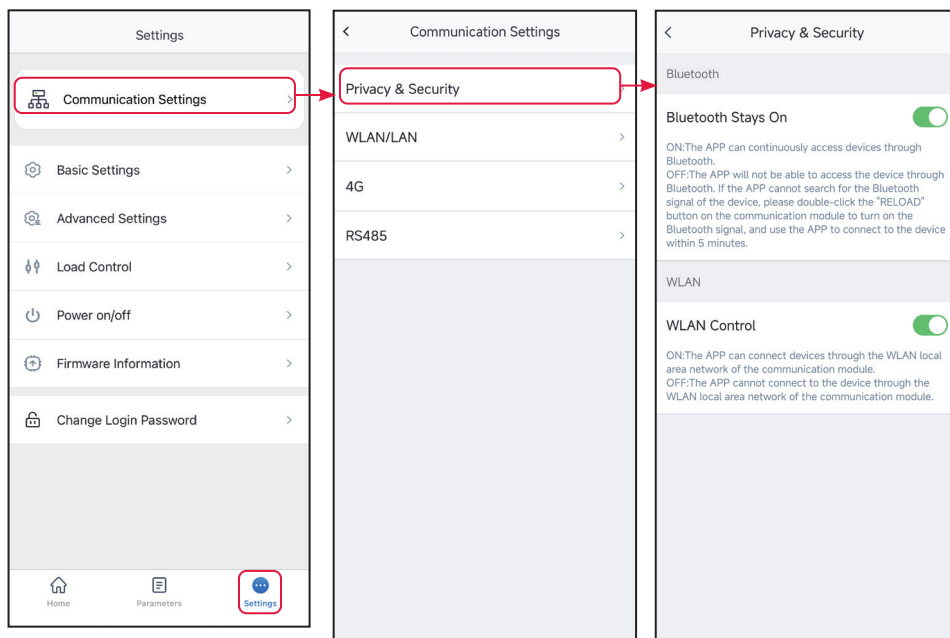 Settings
Communication Settings
Basic Settings
Advanced Settings
Load Control
Power on/off
Firmware Information
Change Login Password
Home
Parameters
Settings
Communication Settings
Privacy & Security
WLAN/LAN
4G
RS485
Privacy & Security
Bluetooth
Bluetooth Stays On
ON:The APP can continuously access devices through
Bluetooth.
OFF:The APP will not be able to access the device through
Bluetooth. If the APP cannot search for the Bluetooth
signal of the device, please double-click the "RELOAD"
button on the communication module to turn on the
Bluetooth signal, and use the APP to connect to the device
within 5 minutes.
WLAN
WLAN Control
ON:The APP can connect devices through the WLAN local
area network of the communication module.
OFF:The APP cannot connect to the device through the
WLAN local area network of the communication module.